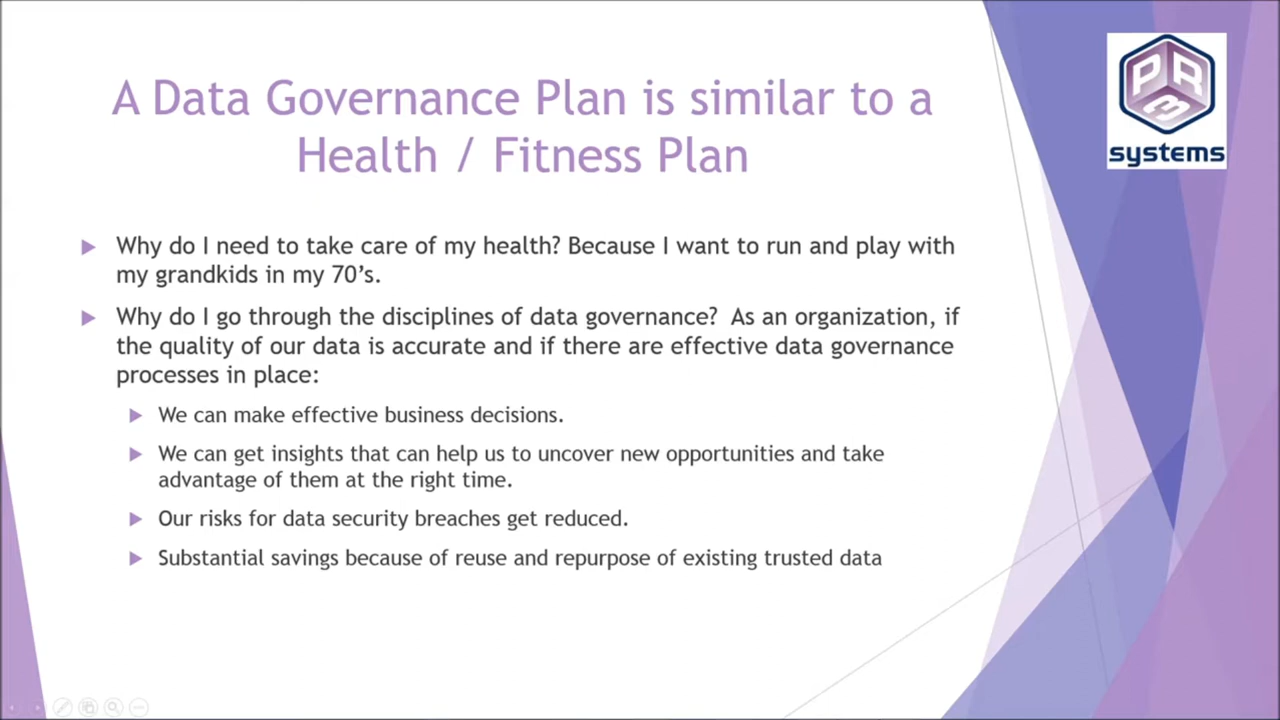 A Data Governance Plan is similar to a
Health / Fitness Plan
PR3
systems
Why do I need to take care of my health? Because I want to run and play with
my grandkids in my 70’s.
Why do I go through the disciplines of data governance?  As an organization, if
the quality of our data is accurate and if there are effective data governance
processes in place:
We can make effective business decisions.
We can get insights that can help us to uncover new opportunities and take
advantage of them at the right time.
Our risks for data security breaches get reduced.
Substantial savings because of reuse and repurpose of existing trusted data